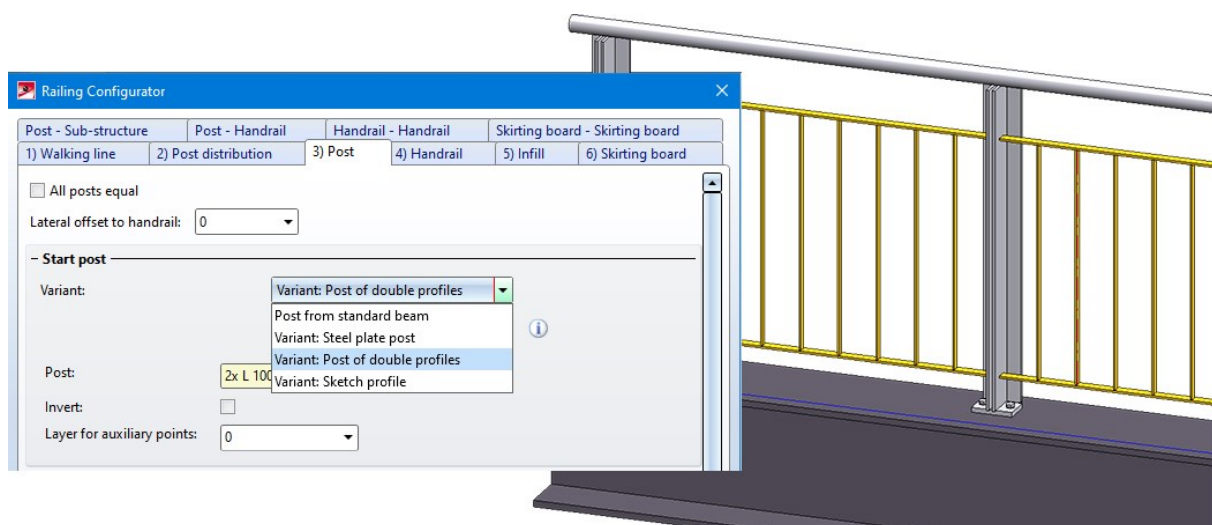 Railing Configurator
Post - Sub-structure Post - Handrail Handrail - Handrail Skirting board - Skirting board
1) Walking line 2) Post distribution 3) Post 4) Handrail 5) Infill 6) Skirting board
All posts equal
Lateral offset to handrail: 0
- Start post
Variant: Variant: Post of double profiles
Post from standard beam
Variant: Steel plate post
Variant: Post of double profiles
Variant: Sketch profile
Post: 2x L 100
Invert:
Layer for auxiliary points: 0